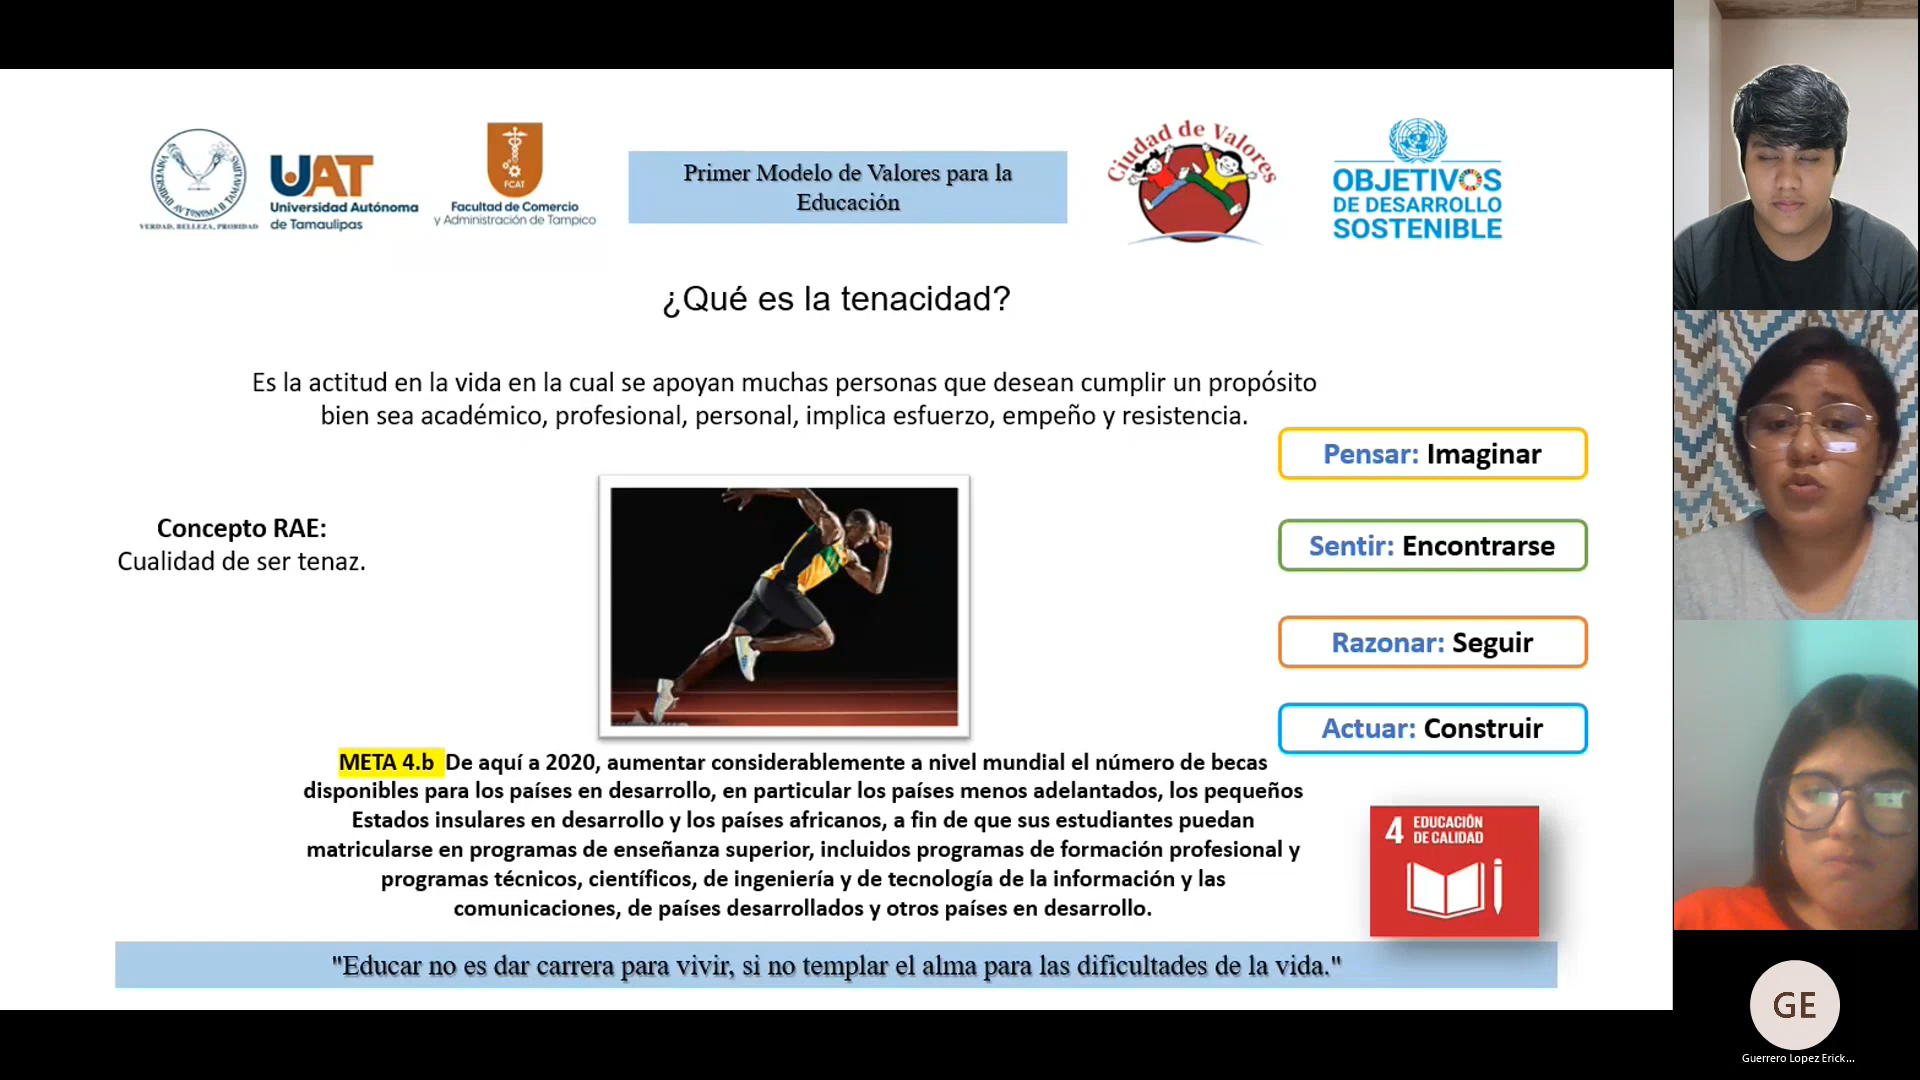 UNIVERSIDAD AUTÓNOMA DE TAMAULIPAS
VERDAD, BELLEZA, PROBIDAD
UAT
Universidad Autónoma
de Tamaulipas
FCAT
Facultad de Comercio
y Administración de Tampico
Primer Modelo de Valores para la
Educación
Ciudad de Valores
OBJETIVOS
DE DESARROLLO
SOSTENIBLE
¿Qué es la tenacidad?
Es la actitud en la vida en la cual se apoyan muchas personas que desean cumplir un propósito
bien sea académico, profesional, personal, implica esfuerzo, empeño y resistencia.
Concepto RAE:
Cualidad de ser tenaz.
Pensar: Imaginar
Sentir: Encontrarse
Razonar: Seguir
Actuar: Construir
META 4.b De aquí a 2020, aumentar considerablemente a nivel mundial el número de becas
disponibles para los países en desarrollo, en particular los países menos adelantados, los pequeños
Estados insulares en desarrollo y los países africanos, a fin de que sus estudiantes puedan
matricularse en programas de enseñanza superior, incluidos programas de formación profesional y
programas técnicos, científicos, de ingeniería y de tecnología de la información y las
comunicaciones, de países desarrollados y otros países en desarrollo.
4 EDUCACIÓN
DE CALIDAD
"Educar no es dar carrera para vivir, si no templar el alma para las dificultades de la vida."
GE
Guerrero Lopez Erick...